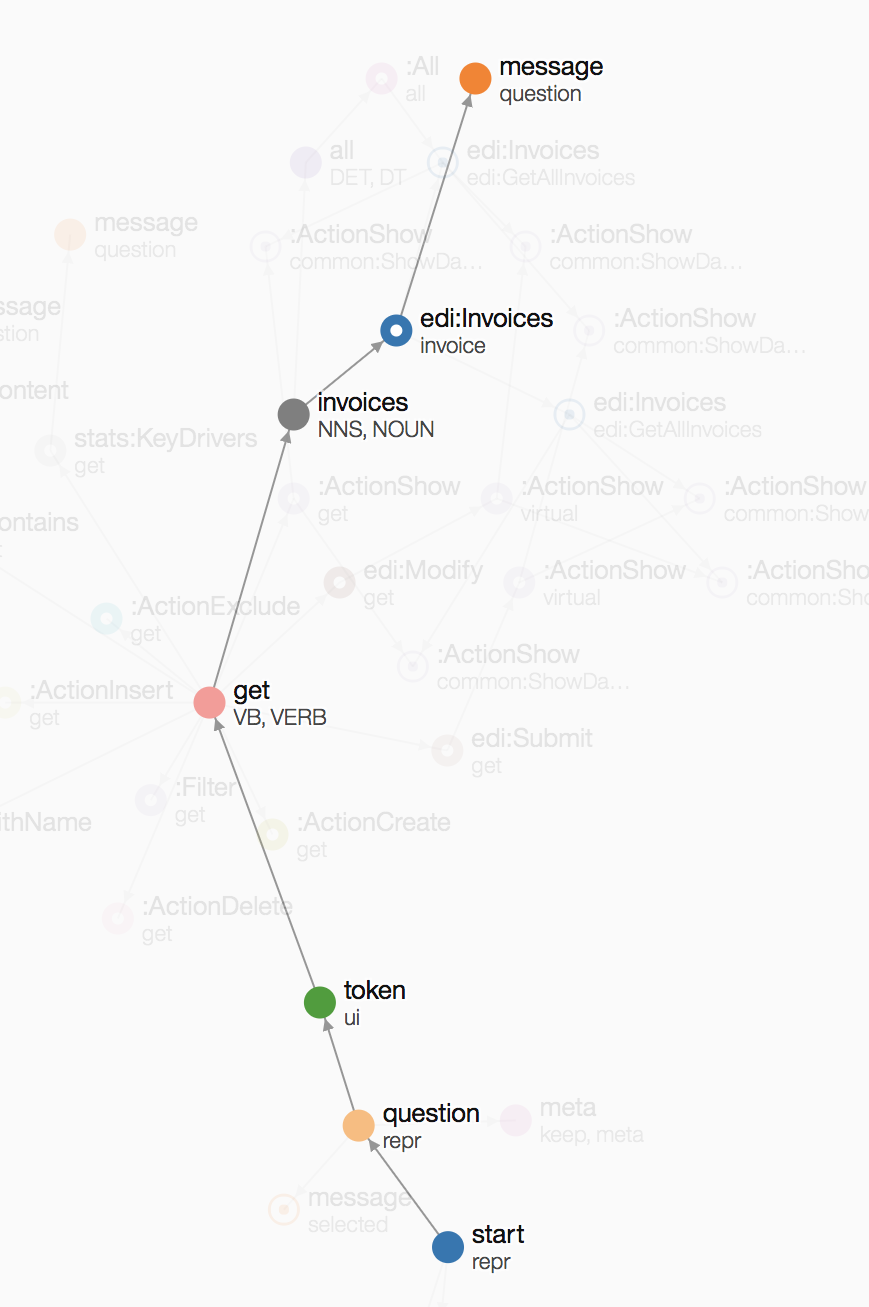 :All
all
message
question
all
DET, DT
edi:Invoices
edi:GetAllInvoices
message
question
:ActionShow
common:ShowDa…
:ActionShow
common:ShowDa…
ssage
stion
edi:Invoices
invoice
:ActionShow
common:ShowDa…
ontent
invoices
NNS, NOUN
edi:Invoices
edi:GetAllInvoices
stats:KeyDrivers
get
:ActionShow
get
:ActionShow
virtual
:ActionShow
common:Show
ontains
edi:Modify
get
:ActionShow
virtual
:ActionSho
common:Sho
:ActionExclude
get
:ActionShow
common:ShowDa…
:ActionInsert
get
get
VB, VERB
edi:Submit
get
:Filter
get
ithName
:ActionCreate
get
:ActionDelete
get
token
ui
question
repr
meta
keep, meta
message
selected
start
repr